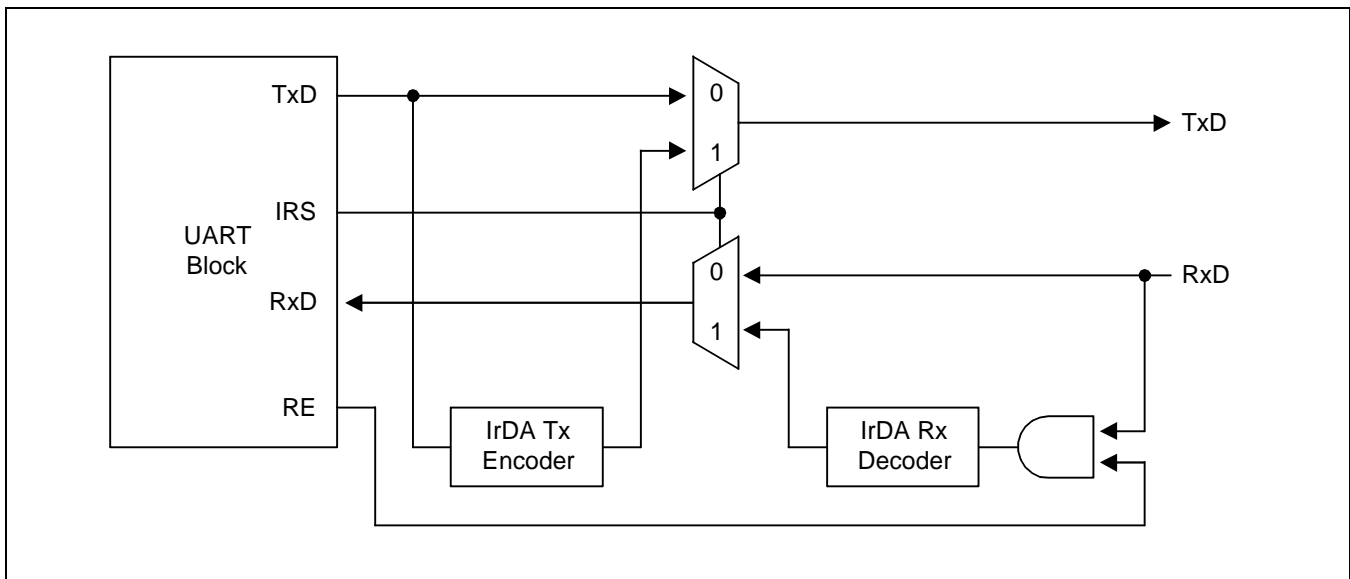 TxD
0
TxD
1
IRS
UART
Block
0
RxD
RxD
1
RE
IrDA Tx
Encoder
IrDA Rx
Decoder